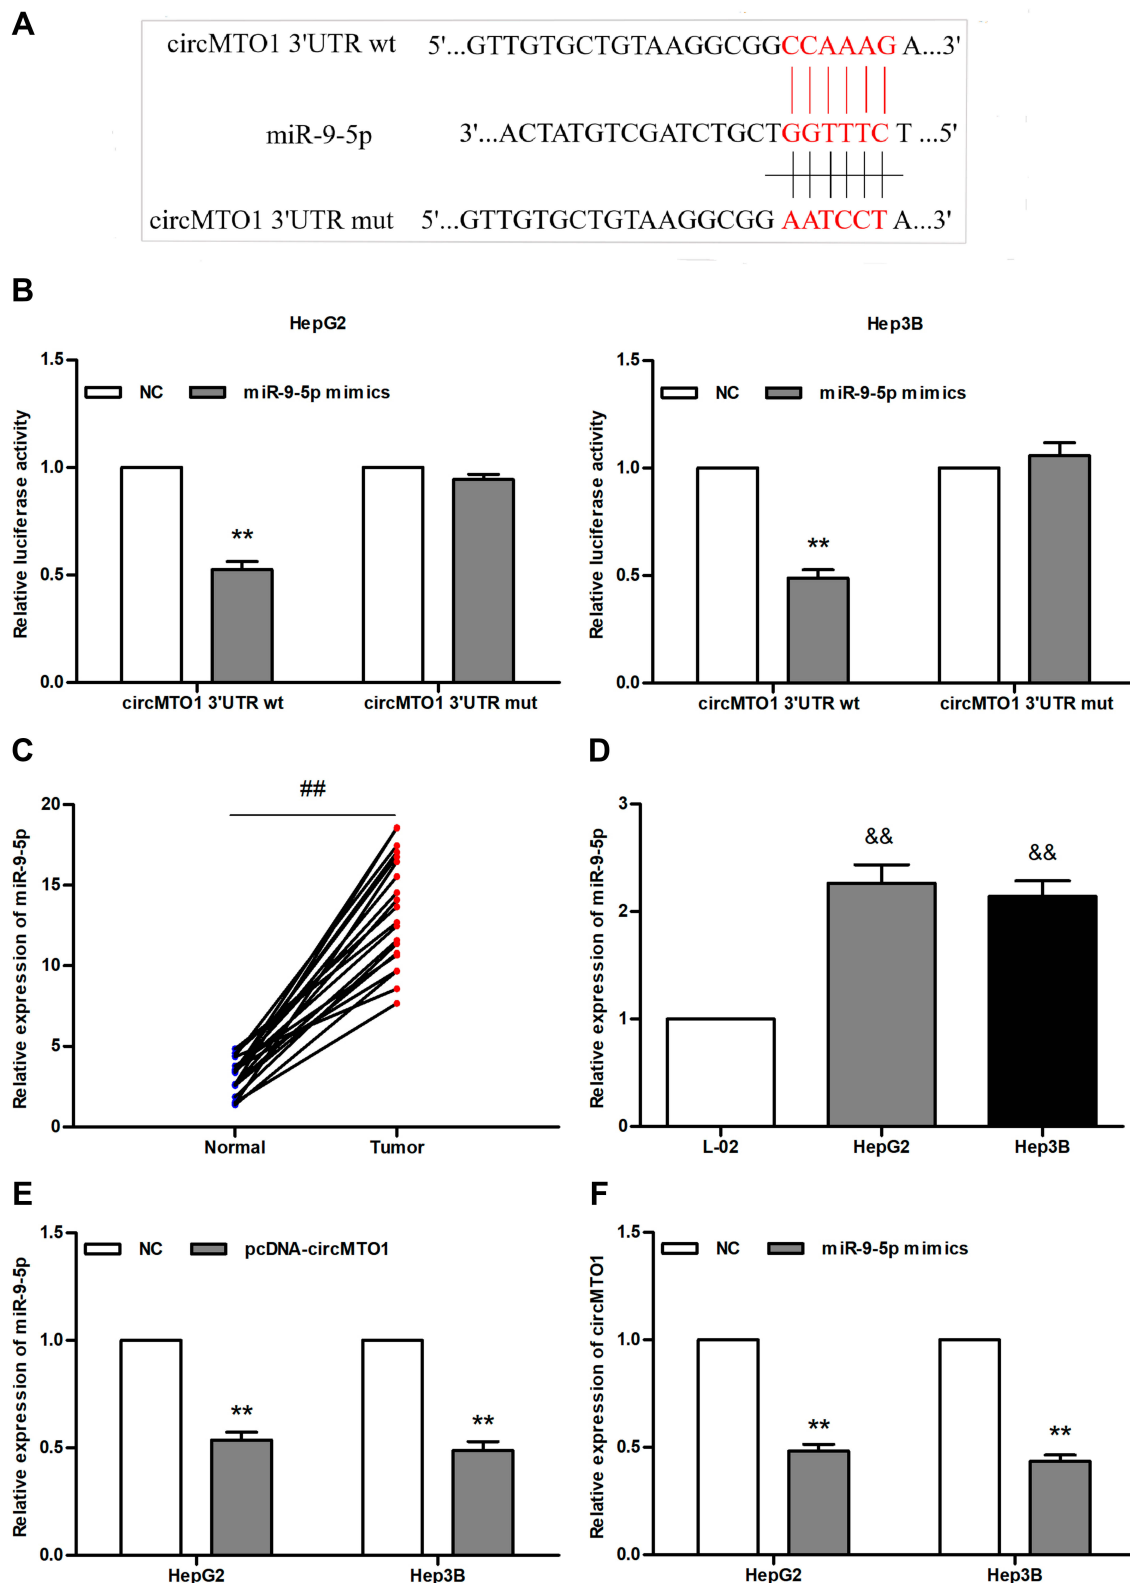 A
circMTO1 3'UTR wt 5'...GTTGTGCTGTAAGGCGGCCAAAG A...3'
miR-9-5p 3'...ACTATGTCGATCTGCTGGTTTC T ...5'
circMTO1 3'UTR mut 5'...GTTGTGCTGTAAGGCGG AATCCT A...3'
B
HepG2
1.5
NC miR-9-5p mimics
1.0
**
0.5
0.0
Relative luciferase activity
circMTO1 3'UTR wt circMTO1 3'UTR mut
Hep3B
1.5
NC miR-9-5p mimics
1.0
**
0.5
0.0
Relative luciferase activity
circMTO1 3'UTR wt circMTO1 3'UTR mut
C
##
20
15
10
5
0
Relative expression of miR-9-5p
Normal Tumor
D
3
&&
&&
2
1
0
Relative expression of miR-9-5p
L-02 HepG2 Hep3B
E
1.5
NC pcDNA-circMTO1
1.0
** **
0.5
0.0
Relative expression of miR-9-5p
HepG2 Hep3B
F
1.5
NC miR-9-5p mimics
1.0
** **
0.5
0.0
Relative expression of circMTO1
HepG2 Hep3B